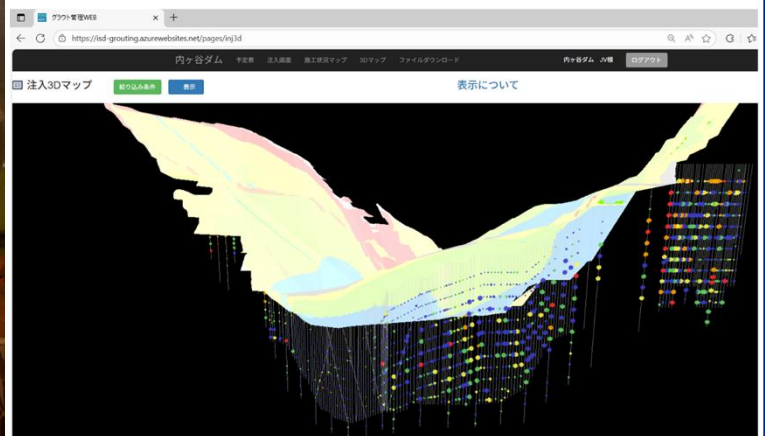 グラウト管理WEB
https://isd-grouting.azurewebsites.net/pages/inj3d
内ヶ谷ダム 予定表 注入画面 施工状況マップ 3Dマップ ファイルダウンロード 内ヶ谷ダム JV様 ログアウト
注入3Dマップ 絞り込み条件 表示 表示について